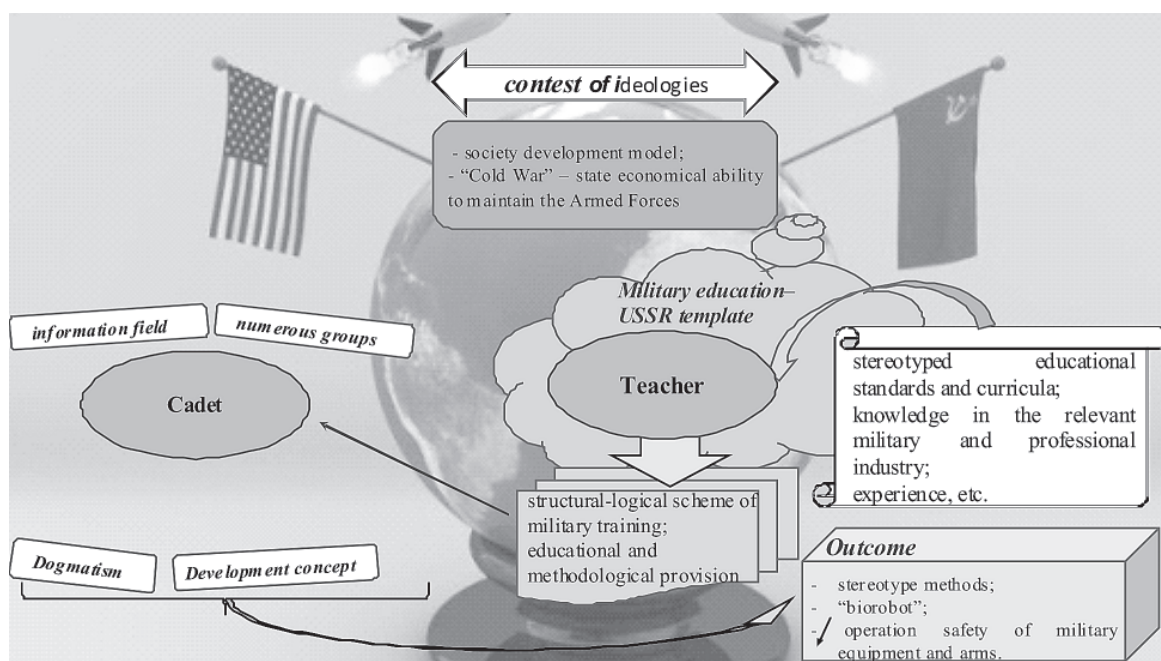 contest of ideologies
- society development model;
- “Cold War” – state economical ability
to maintain the Armed Forces
Military education–
USSR template
information field
numerous groups
Cadet
Teacher
stereotyped educational
standards and curricula;
knowledge in the relevant
military and professional
industry;
experience, etc.
structural-logical scheme of
military training;
educational and
methodological provision
Dogmatism
Development concept
Outcome
- stereotype methods;
- “biorobot”;
- operation safety of military
equipment and arms.